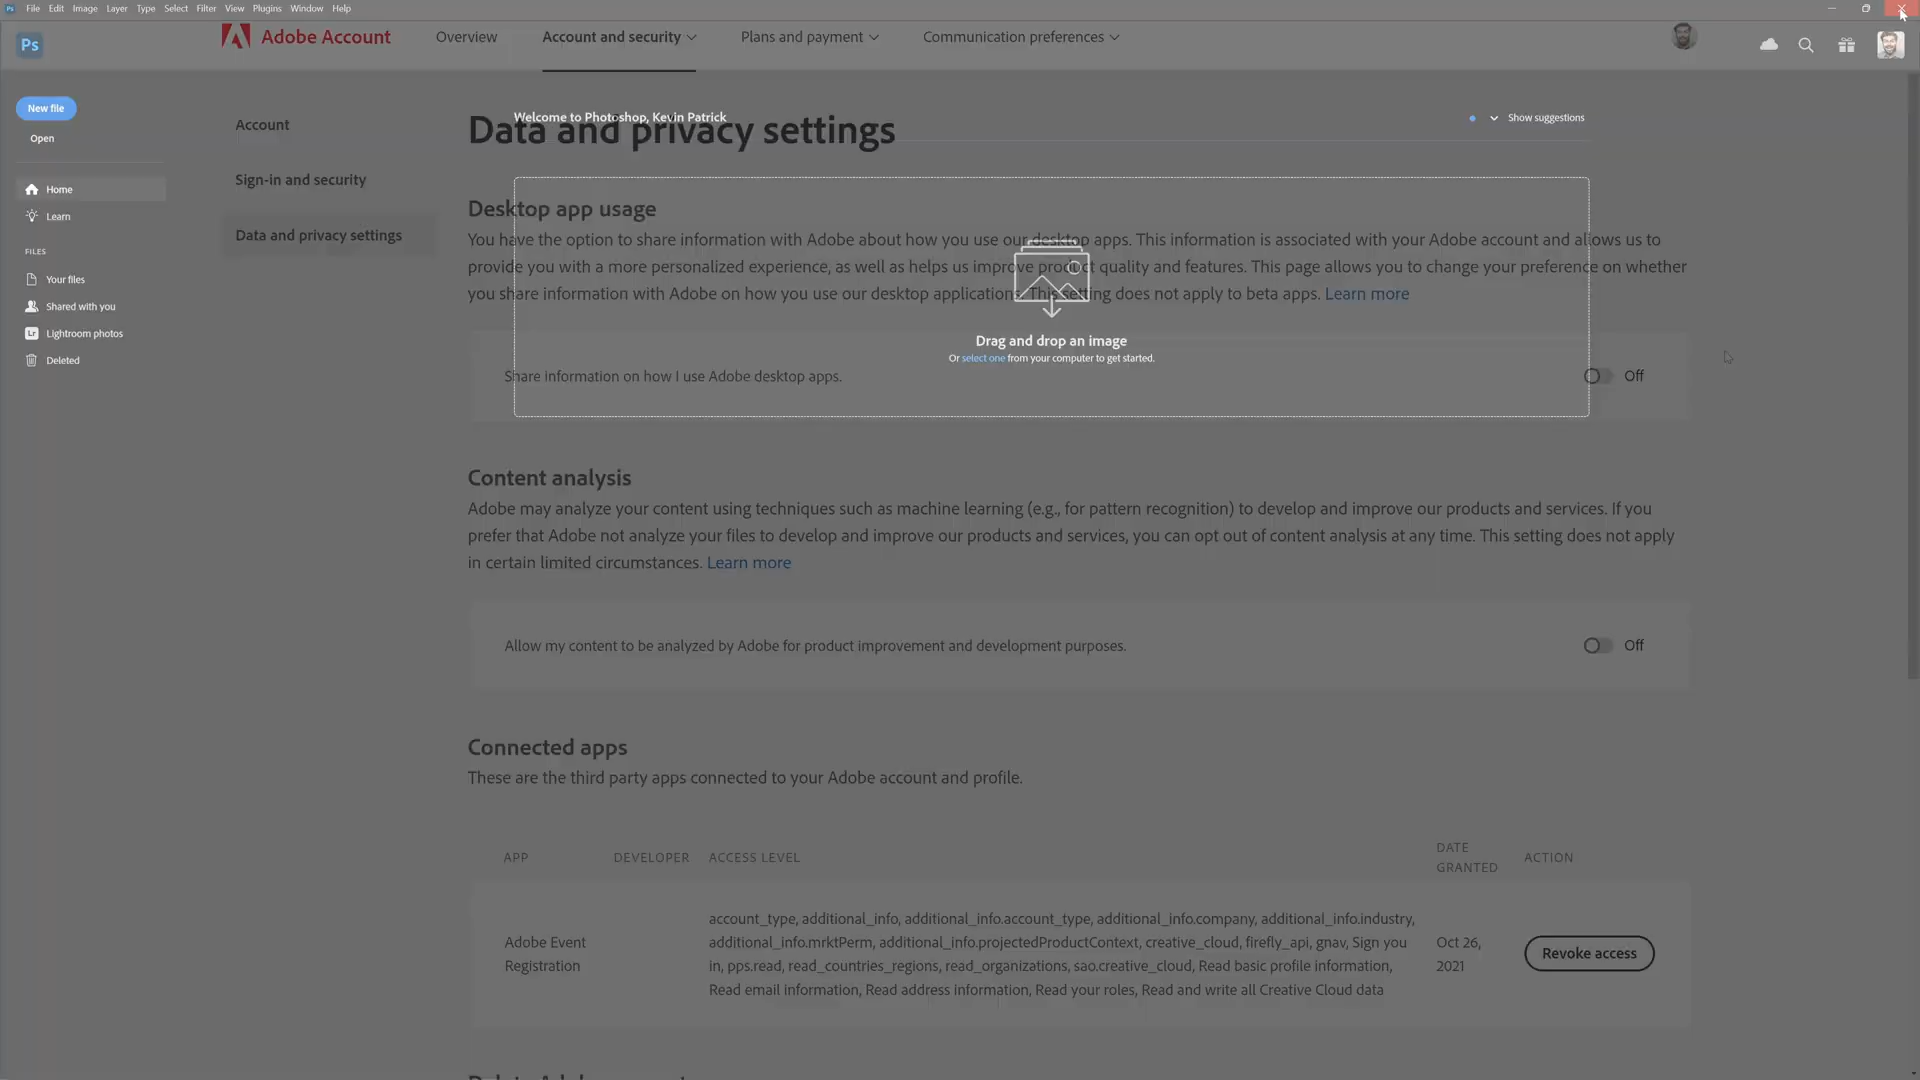 Ps File Edit Image Layer Type Select Filter View Plugins Window Help
Ps
Adobe Account Overview Account and security Plans and payment Communication preferences
New file
Open
Home
Learn
FILES
Your files
Shared with you
Lr Lightroom photos
Deleted
Account
Sign-in and security
Data and privacy settings
Welcome to Photoshop, Kevin Patrick
Show suggestions
Data and privacy settings
Desktop app usage
You have the option to share information with Adobe about how you use our desktop apps. This information is associated with your Adobe account and allows us to
provide you with a more personalized experience, as well as helps us improve product quality and features. This page allows you to change your preference on whether
you share information with Adobe on how you use our desktop applications. This setting does not apply to beta apps. Learn more
Drag and drop an image
Or select one from your computer to get started.
Share information on how I use Adobe desktop apps. Off
Content analysis
Adobe may analyze your content using techniques such as machine learning (e.g., for pattern recognition) to develop and improve our products and services. If you
prefer that Adobe not analyze your files to develop and improve our products and services, you can opt out of content analysis at any time. This setting does not apply
in certain limited circumstances. Learn more
Allow my content to be analyzed by Adobe for product improvement and development purposes. Off
Connected apps
These are the third party apps connected to your Adobe account and profile.
APP DEVELOPER ACCESS LEVEL DATE GRANTED ACTION
Adobe Event
Registration
account_type, additional_info, additional_info.account_type, additional_info.company, additional_info.industry,
additional_info.mrktPerm, additional_info.projectedProductContext, creative_cloud, firefly_api, gnav, Sign you
in, pps.read, read_countries_regions, read_organizations, sao.creative_cloud, Read basic profile information,
Read email information, Read address information, Read your roles, Read and write all Creative Cloud data
Oct 26,
2021
Revoke access